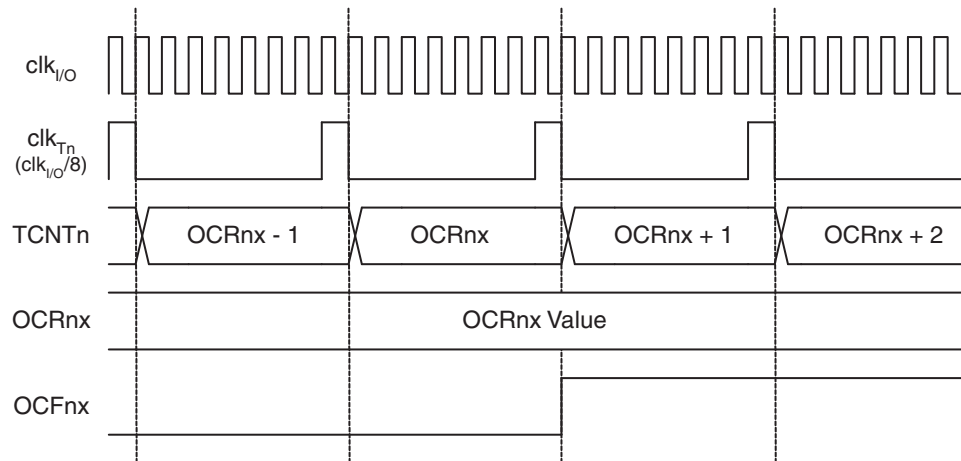 clkI/O
clkTn
(clkI/O/8)
TCNTn
OCRnx - 1
OCRnx
OCRnx + 1
OCRnx + 2
OCRnx
OCRnx Value
OCFnx